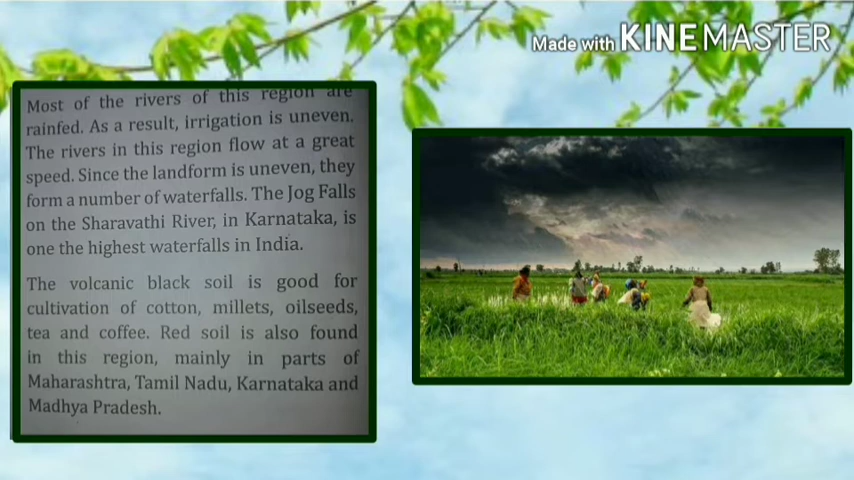 Made with KINEMASTER
Most of the rivers of this region are
rainfed. As a result, irrigation is uneven.
The rivers in this region flow at a great
speed. Since the landform is uneven, they
form a number of waterfalls. The Jog Falls
on the Sharavathi River, in Karnataka, is
one the highest waterfalls in India.
The volcanic black soil is good for
cultivation of cotton, millets, oilseeds,
tea and coffee. Red soil is also found
in this region, mainly in parts of
Maharashtra, Tamil Nadu, Karnataka and
Madhya Pradesh.